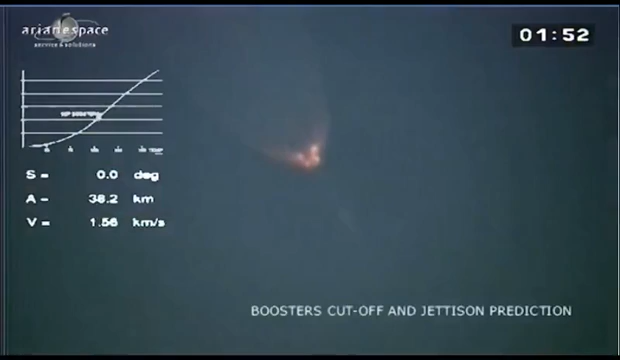 arianespace
service & solutions
01:52
S = 0.0 deg
A = 38.2 km
V = 1.56 km/s
BOOSTERS CUT-OFF AND JETTISON PREDICTION